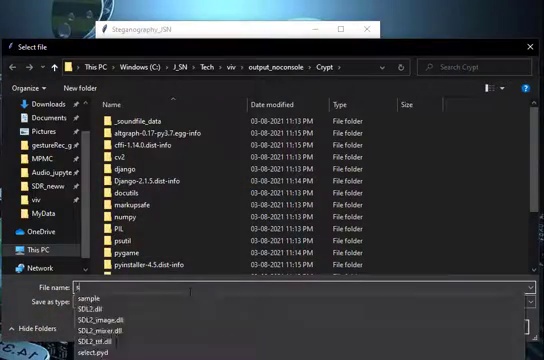 Steganography_JSN
Select file
This PC > Windows (C:) > J_SN > Tech > viv > output_noconsole > Crypt >
Search Crypt
Organize
New folder
Name Date modified Type Size
Downloads
Documents
Pictures
gestureRec_g
MPMC
Audio_jupyte
SDR_neww
viv
MyData
OneDrive
This PC
Network
_soundfile_data 03-08-2021 11:13 PM File folder
altgraph-0.17-py3.7.egg-info 03-08-2021 11:15 PM File folder
cffi-1.14.0.dist-info 03-08-2021 11:15 PM File folder
cv2 03-08-2021 11:13 PM File folder
django 03-08-2021 11:13 PM File folder
Django-2.1.5.dist-info 03-08-2021 11:14 PM File folder
docutils 03-08-2021 11:13 PM File folder
markupsafe 03-08-2021 11:13 PM File folder
numpy 03-08-2021 11:13 PM File folder
PIL 03-08-2021 11:13 PM File folder
psutil 03-08-2021 11:13 PM File folder
pygame 03-08-2021 11:14 PM File folder
pyinstaller-4.5.dist-info 03-08-2021 11:15 PM File folder
File name: s
Save as type:
sample
SDL2.dll
SDL2_image.dll
SDL2_mixer.dll
SDL2_ttf.dll
select.pyd
Hide Folders